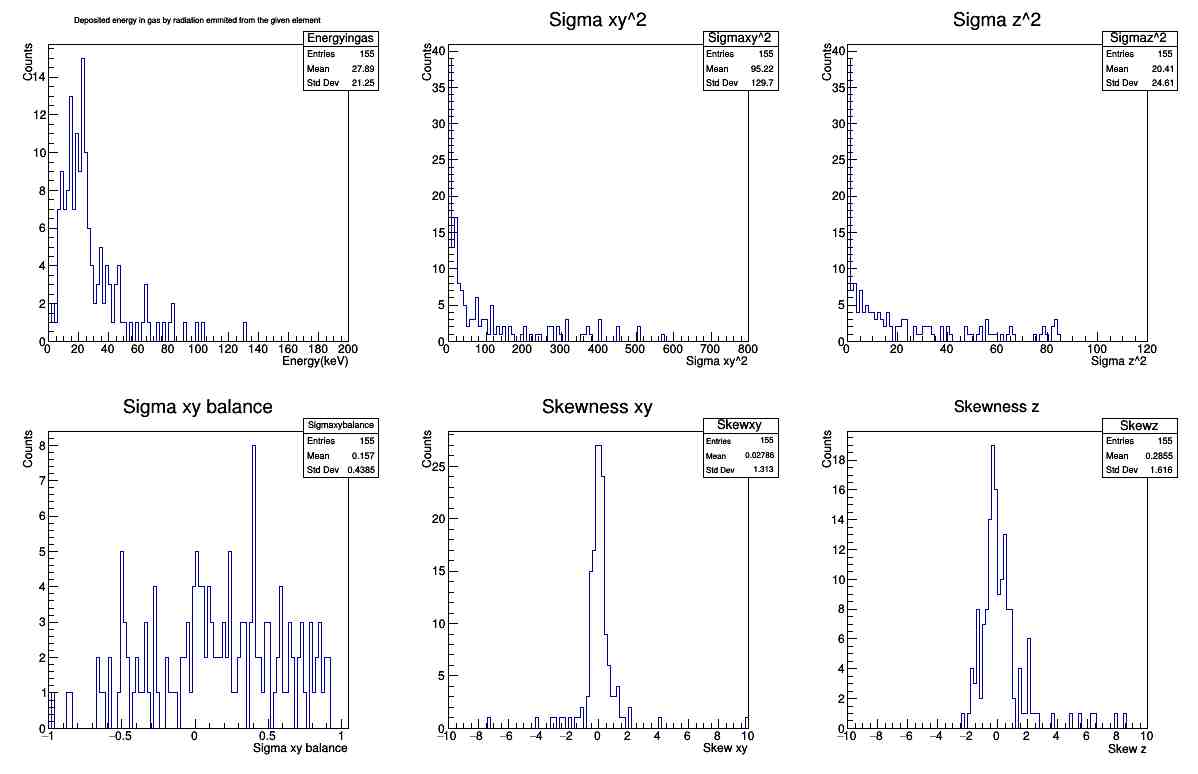 Deposited energy in gas by radiation emmited from the given element
Counts
Energyingas
Entries 155
Mean 27.89
Std Dev 21.25
14
12
10
8
6
4
2
0
0 20 40 60 80 100 120 140 160 180 200
Energy(keV)
Sigma xy^2
Counts
Sigmaxy^2
Entries 155
Mean 95.22
Std Dev 129.7
40
35
30
25
20
15
10
5
0
0 100 200 300 400 500 600 700 800
Sigma xy^2
Sigma z^2
Counts
Sigmaz^2
Entries 155
Mean 20.41
Std Dev 24.61
40
35
30
25
20
15
10
5
0
0 20 40 60 80 100 120
Sigma z^2
Sigma xy balance
Counts
Sigmaxybalance
Entries 155
Mean 0.157
Std Dev 0.4385
8
7
6
5
4
3
2
1
0
−1 −0.5 0 0.5 1
Sigma xy balance
Skewness xy
Counts
Skewxy
Entries 155
Mean 0.02786
Std Dev 1.313
25
20
15
10
5
0
−10 −8 −6 −4 −2 0 2 4 6 8 10
Skew xy
Skewness z
Counts
Skewz
Entries 155
Mean 0.2855
Std Dev 1.616
18
16
14
12
10
8
6
4
2
0
−10 −8 −6 −4 −2 0 2 4 6 8 10
Skew z